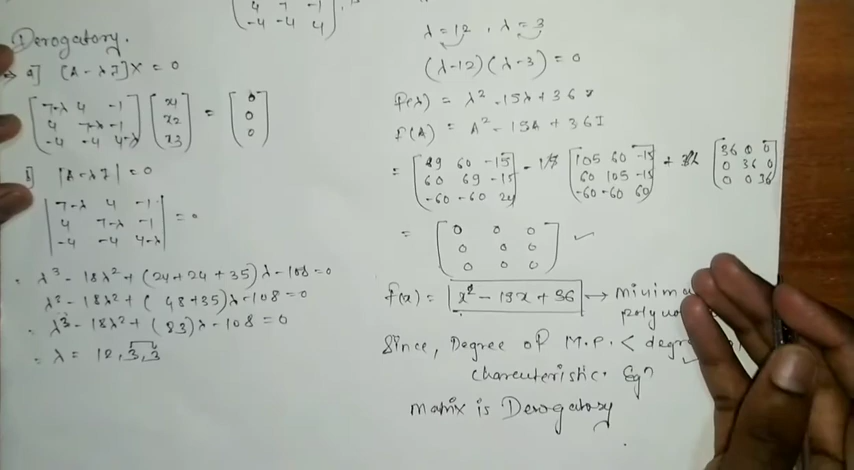 4 7 -1
-4 -4 4
Derogatory.
→ a] [A - λI]X = 0
7-λ 4 -1 x1 0
4 7-λ -1 x2 = 0
-4 -4 4-λ x3 0
|A - λI| = 0
7-λ 4 -1
4 7-λ -1 = 0
-4 -4 4-λ
∴ λ³ - 18λ² + (24+24+35)λ - 108 = 0
λ³ - 18λ² + (48+35)λ - 108 = 0
∴ λ³ - 18λ² + (83)λ - 108 = 0
∴ λ = 12, 3, 3
λ = 12, λ = 3
(λ-12)(λ-3) = 0
f(λ) = λ² - 15λ + 36
f(A) = A² - 15A + 36I
= 60 -15 - 105 60 -15 + 36 0 0
60 69 -15 60 105 -15 0 36 0
-60 -60 24 -60 -60 60 0 0 36
= 0 0 0 ✓
0 0 0
0 0 0
f(x) = x² - 15x + 36 → minima
Since, Degree of M.P. < degr
charcuteristic. Eqn
matrix is Derogatory